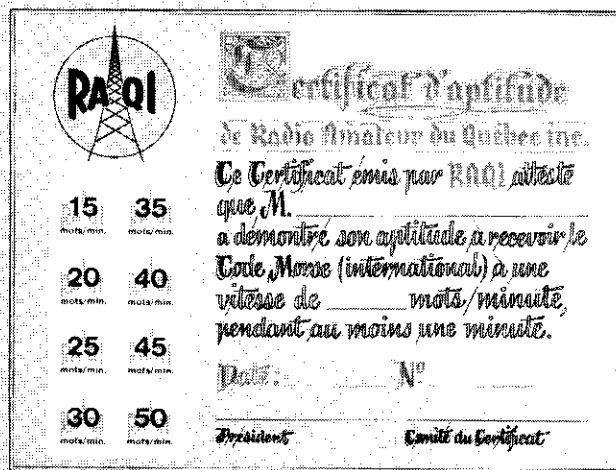 RAQI
Certificat d'aptitude
de Radio Amateur du Québec inc.
Ce Certificat émis par RAQI atteste
que M.
a démontré son aptitude à recevoir le
Code Morse (international) à une
vitesse de ______ mots/minute,
pendant au moins une minute.
Date: Nº
Président Comité du Certificat
15 35
mots/min. mots/min.
20 40
mots/min. mots/min.
25 45
mots/min. mots/min.
30 50
mots/min. mots/min.